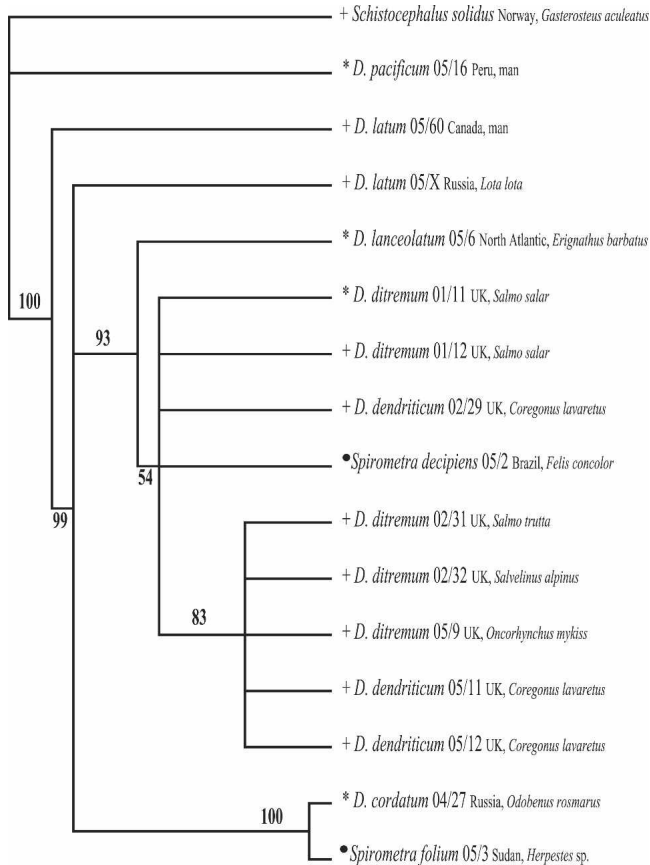 + Schistocephalus solidus Norway, Gasterosteus aculeatus
* D. pacificum 05/16 Peru, man
+ D. latum 05/60 Canada, man
+ D. latum 05/X Russia, Lota lota
* D. lanceolatum 05/6 North Atlantic, Erignathus barbatus
* D. ditremum 01/11 UK, Salmo salar
100
93
+ D. ditremum 01/12 UK, Salmo salar
+ D. dendriticum 02/29 UK, Coregonus lavaretus
•Spirometra decipiens 05/2 Brazil, Felis concolor
54
99
+ D. ditremum 02/31 UK, Salmo trutta
+ D. ditremum 02/32 UK, Salvelinus alpinus
83
+ D. ditremum 05/9 UK, Oncorhynchus mykiss
+ D. dendriticum 05/11 UK, Coregonus lavaretus
+ D. dendriticum 05/12 UK, Coregonus lavaretus
* D. cordatum 04/27 Russia, Odobenus rosmarus
100
•Spirometra folium 05/3 Sudan, Herpestes sp.